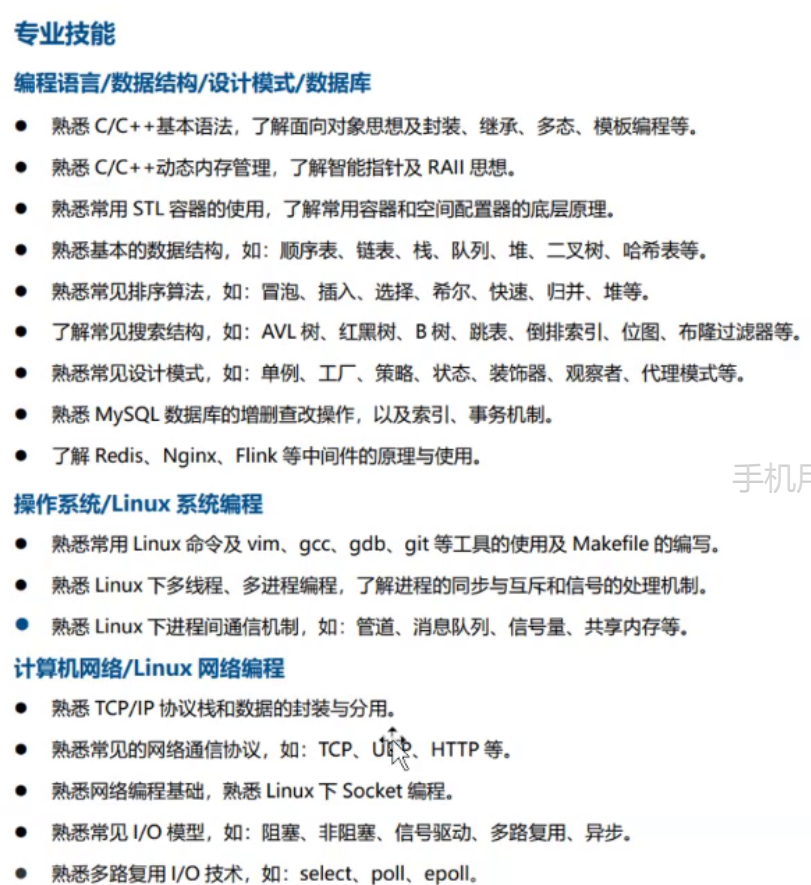 专业技能
编程语言/数据结构/设计模式/数据库
● 熟悉 C/C++基本语法，了解面向对象思想及封装、继承、多态、模板编程等。
● 熟悉 C/C++动态内存管理，了解智能指针及 RAII 思想。
● 熟悉常用 STL 容器的使用，了解常用容器和空间配置器的底层原理。
● 熟悉基本的数据结构，如：顺序表、链表、栈、队列、堆、二叉树、哈希表等。
● 熟悉常见排序算法，如：冒泡、插入、选择、希尔、快速、归并、堆等。
● 了解常见搜索结构，如：AVL 树、红黑树、B 树、跳表、倒排索引、位图、布隆过滤器等。
● 熟悉常见设计模式，如：单例、工厂、策略、状态、装饰器、观察者、代理模式等。
● 熟悉 MySQL 数据库的增删查改操作，以及索引、事务机制。
● 了解 Redis、Nginx、Flink 等中间件的原理与使用。
手机用
操作系统/Linux 系统编程
● 熟悉常用 Linux 命令及 vim、gcc、gdb、git 等工具的使用及 Makefile 的编写。
● 熟悉 Linux 下多线程、多进程编程，了解进程的同步与互斥和信号的处理机制。
● 熟悉 Linux 下进程间通信机制，如：管道、消息队列、信号量、共享内存等。
计算机网络/Linux 网络编程
● 熟悉 TCP/IP 协议栈和数据的封装与分用。
● 熟悉常见的网络通信协议，如：TCP、UDP、HTTP 等。
● 熟悉网络编程基础，熟悉 Linux 下 Socket 编程。
● 熟悉常见 I/O 模型，如：阻塞、非阻塞、信号驱动、多路复用、异步。
● 熟悉多路复用 I/O 技术，如：select、poll、epoll。